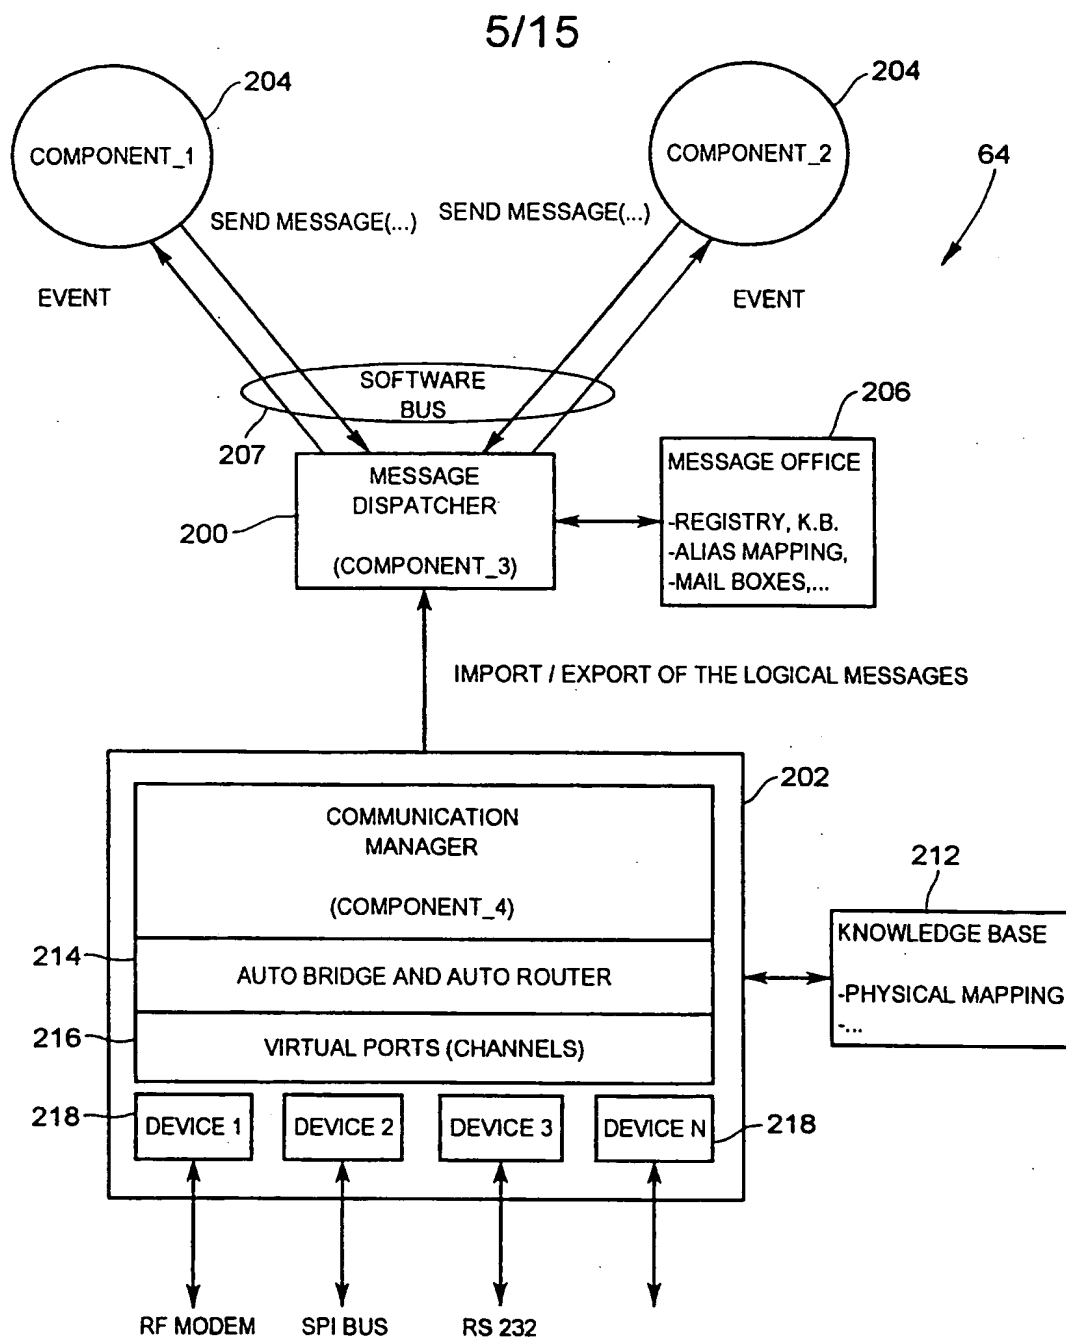 5/15
204
204
COMPONENT_1
COMPONENT_2
64
SEND MESSAGE(...)
SEND MESSAGE(...)
EVENT
EVENT
SOFTWARE
BUS
207
206
MESSAGE
DISPATCHER
(COMPONENT_3)
200
MESSAGE OFFICE
-REGISTRY, K.B.
-ALIAS MAPPING,
-MAIL BOXES,...
IMPORT / EXPORT OF THE LOGICAL MESSAGES
202
COMMUNICATION
MANAGER
(COMPONENT_4)
212
KNOWLEDGE BASE
-PHYSICAL MAPPING
-...
214
AUTO BRIDGE AND AUTO ROUTER
216
VIRTUAL PORTS (CHANNELS)
218
DEVICE 1
DEVICE 2
DEVICE 3
DEVICE N
218
RF MODEM
SPI BUS
RS 232